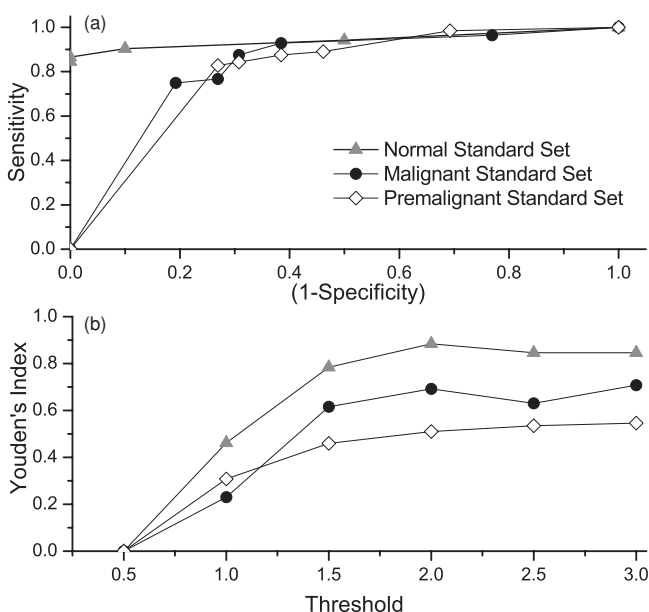 (a)
1.0
0.8
0.6
0.4
0.2
0.0
Sensitivity
Normal Standard Set
Malignant Standard Set
Premalignant Standard Set
0.0 0.2 0.4 0.6 0.8 1.0
(1-Specificity)
(b)
1.0
0.8
0.6
0.4
0.2
0.0
Youden's Index
0.5 1.0 1.5 2.0 2.5 3.0
Threshold